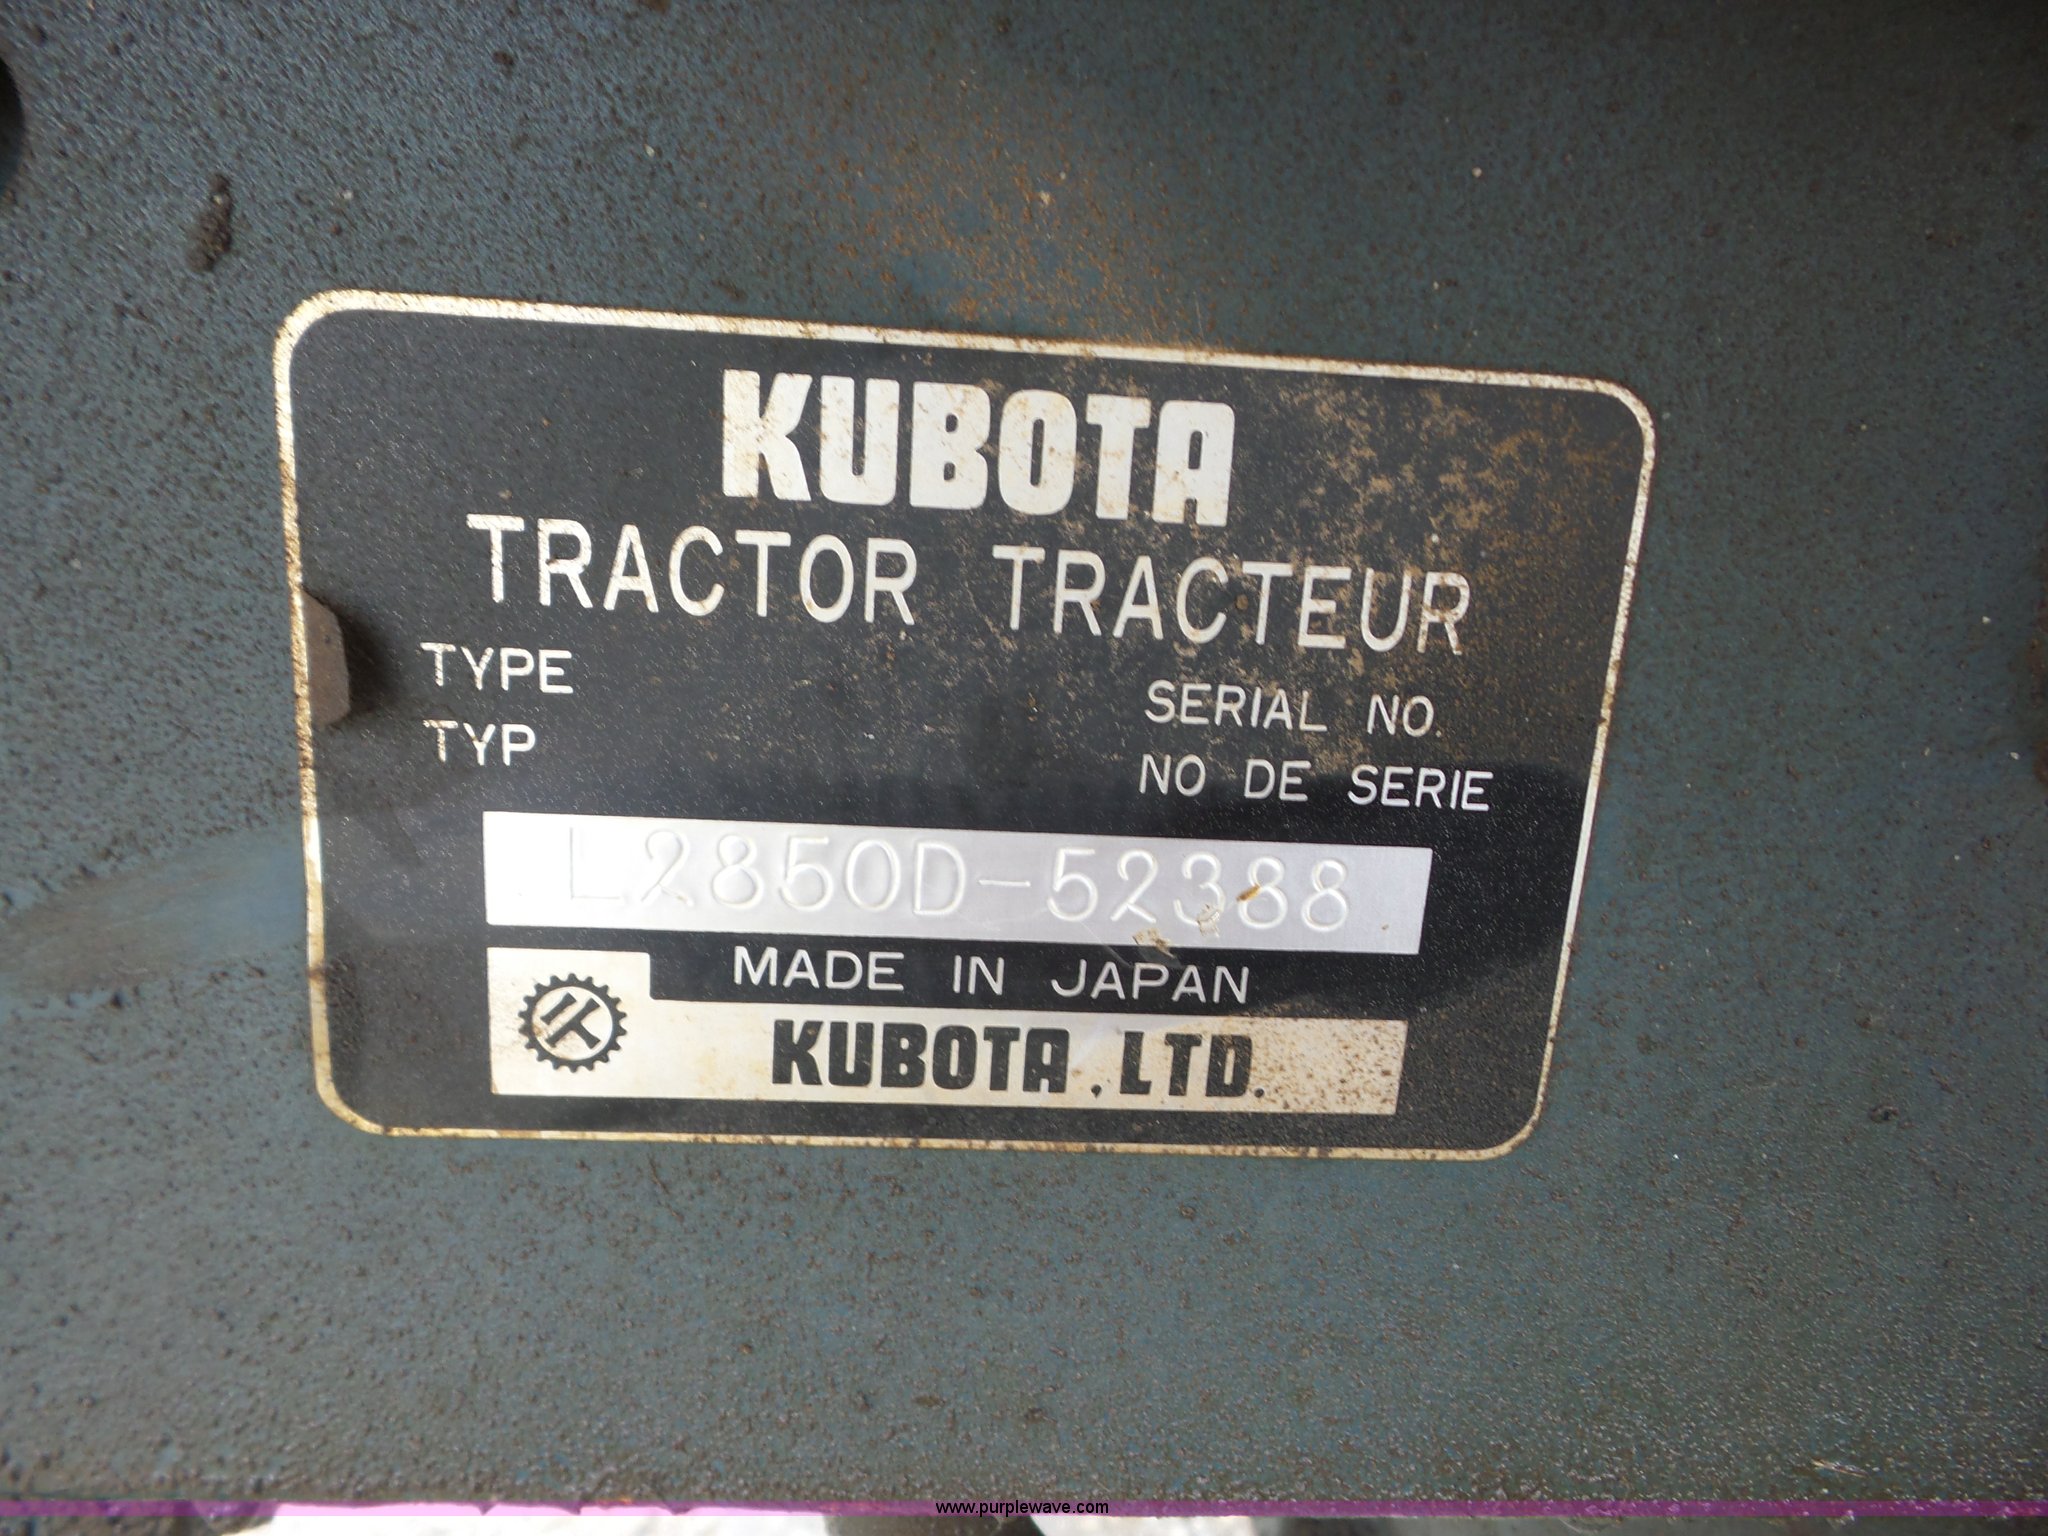 KUBOTA
TRACTOR TRACTEUR
TYPE
TYP
SERIAL NO.
NO DE SERIE
L2850D-52388
MADE IN JAPAN
KUBOTA, LTD.
www.purplewave.com